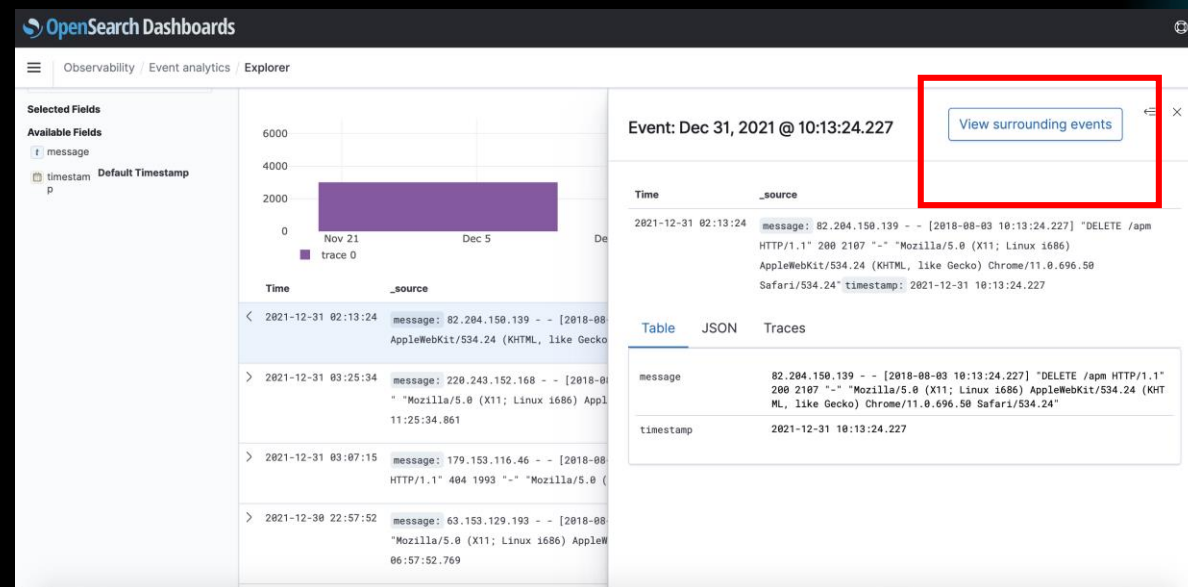 OpenSearch Dashboards
Observability / Event analytics / Explorer
Selected Fields
Available Fields
t message
timestam
p
Default Timestamp
6000
4000
2000
0
Nov 21
Dec 5
De
trace 0
Time
_source
2021-12-31 02:13:24
message: 82.204.150.139 - - [2018-08-
AppleWebKit/534.24 (KHTML, like Gecko
2021-12-31 03:25:34
message: 220.243.152.168 - - [2018-08
" "Mozilla/5.0 (X11; Linux i686) Appl
11:25:34.861
2021-12-31 03:07:15
message: 179.153.116.46 - - [2018-08-
HTTP/1.1" 404 1993 "-" "Mozilla/5.0 (
2021-12-30 22:57:52
message: 63.153.129.193 - - [2018-08-
"Mozilla/5.0 (X11; Linux i686) AppleW
06:57:52.769
Event: Dec 31, 2021 @ 10:13:24.227
View surrounding events
Time
_source
2021-12-31 02:13:24
message: 82.204.150.139 - - [2018-08-03 10:13:24.227] "DELETE /apm
HTTP/1.1" 200 2107 "-" "Mozilla/5.0 (X11; Linux i686)
AppleWebKit/534.24 (KHTML, like Gecko) Chrome/11.0.696.50
Safari/534.24" timestamp: 2021-12-31 10:13:24.227
Table JSON Traces
message
82.204.150.139 - - [2018-08-03 10:13:24.227] "DELETE /apm HTTP/1.1"
200 2107 "-" "Mozilla/5.0 (X11; Linux i686) AppleWebKit/534.24 (KHT
ML, like Gecko) Chrome/11.0.696.50 Safari/534.24"
timestamp
2021-12-31 10:13:24.227